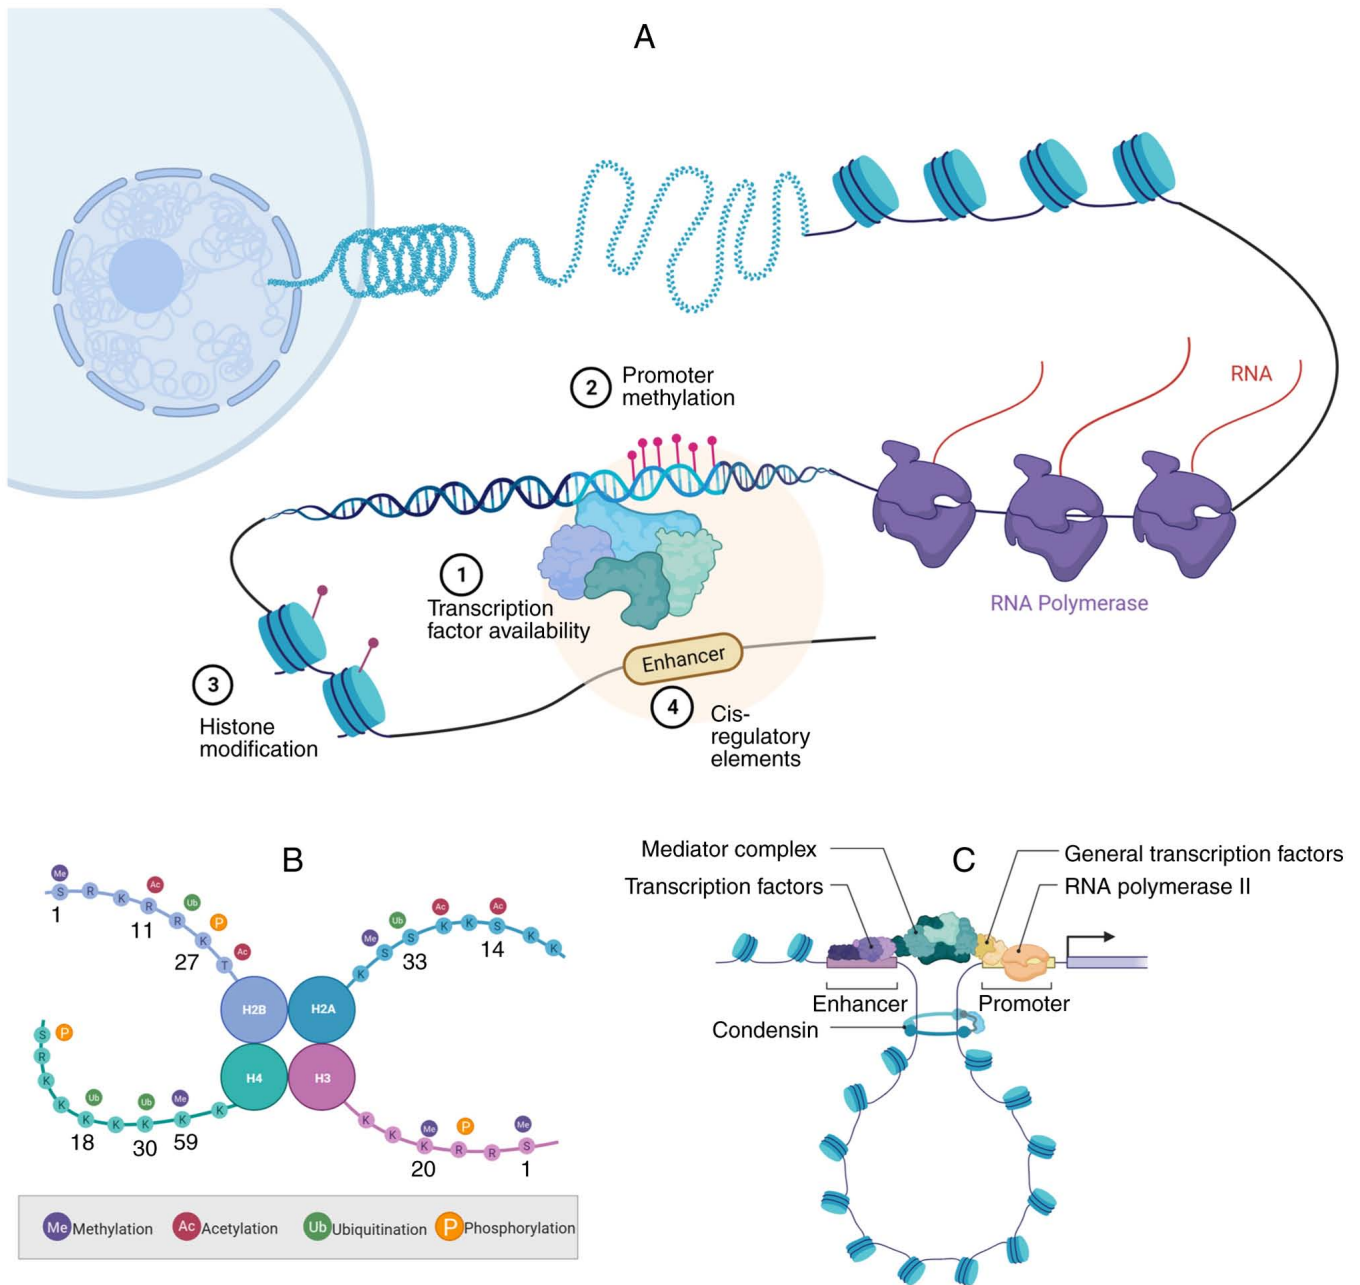 A
2
Promoter
methylation
RNA
1
Transcription
factor availability
RNA Polymerase
Enhancer
3
Histone
modification
4
Cis-
regulatory
elements
B
Me
Ac
Ub
P
Ac
S R K R R K T
1
11
27
Me
Ub
Ac
Ac
K S S K K S K K
33
14
H2B
H2A
H4
H3
P
Ub
Ub
Me
S R K K K K K K K
18
30
59
Me
P
Me
K K K R R S
20
1
Me Methylation
Ac Acetylation
Ub Ubiquitination
P Phosphorylation
C
Mediator complex
Transcription factors
General transcription factors
RNA polymerase II
Enhancer
Promoter
Condensin